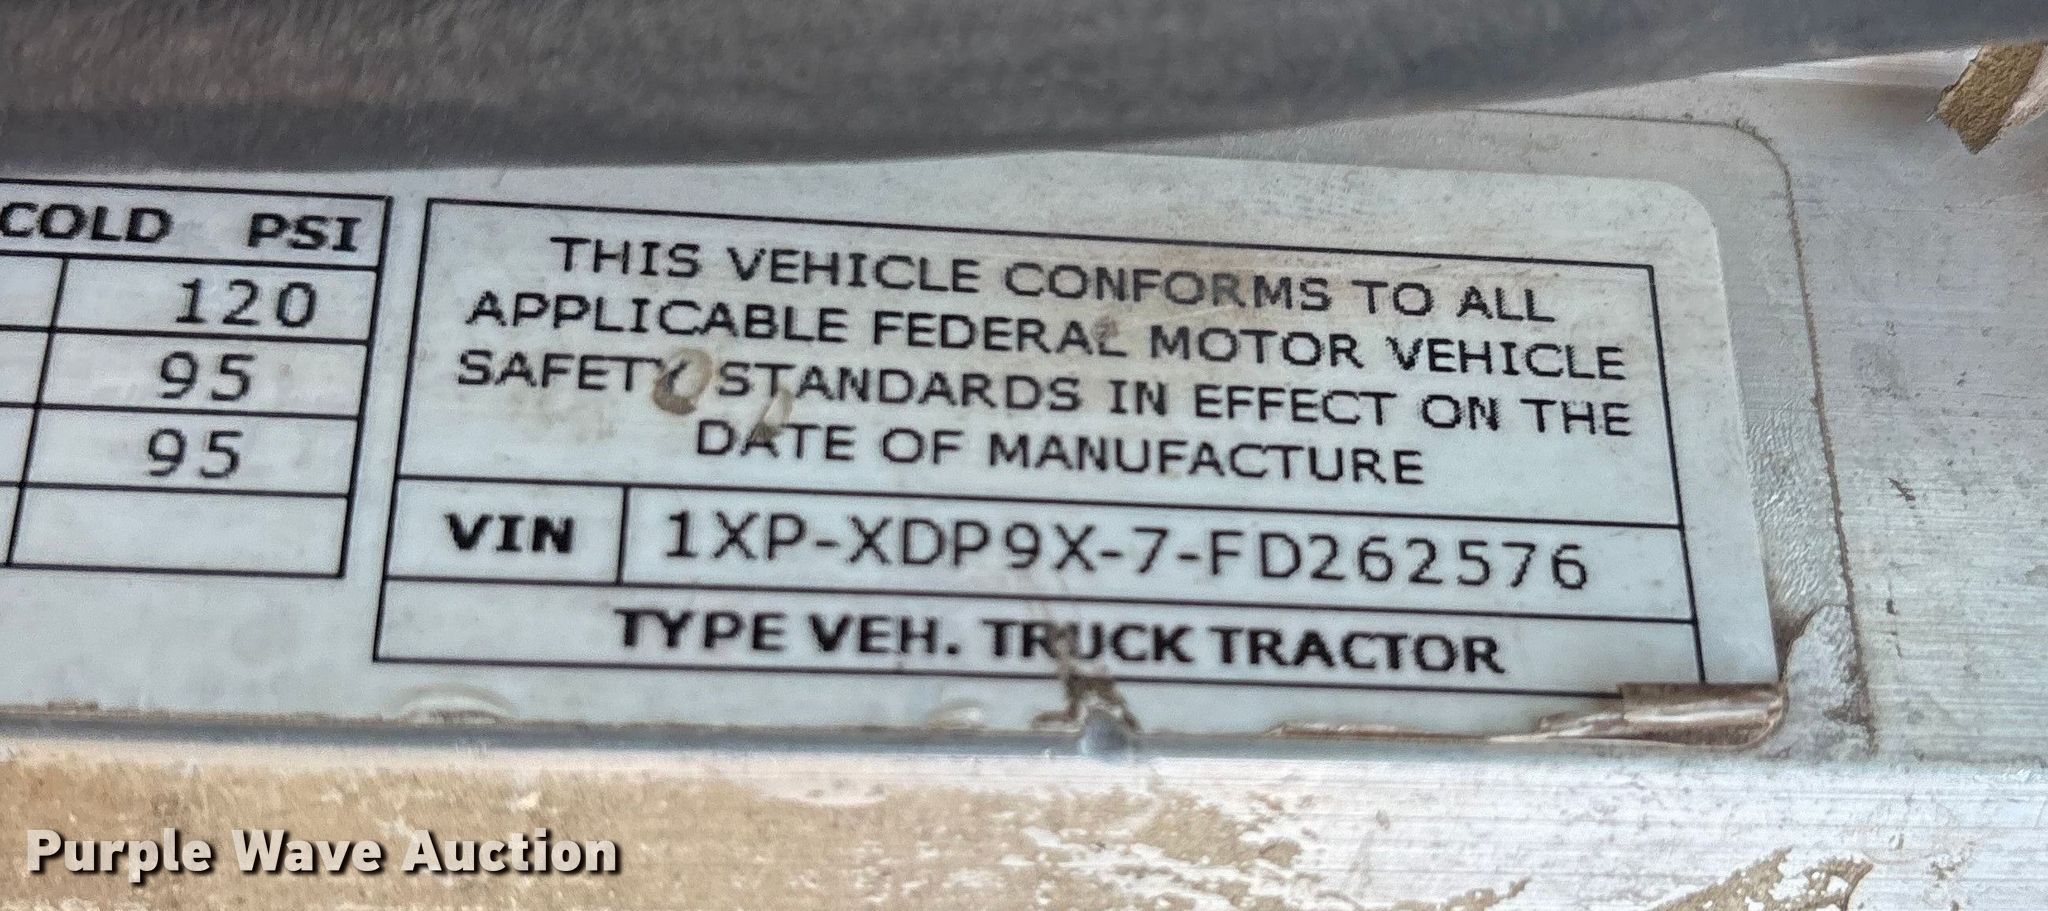 COLD PSI
120
95
95
THIS VEHICLE CONFORMS TO ALL
APPLICABLE FEDERAL MOTOR VEHICLE
SAFETY STANDARDS IN EFFECT ON THE
DATE OF MANUFACTURE
VIN 1XP-XDP9X-7-FD262576
TYPE VEH. TRUCK TRACTOR
Purple Wave Auction